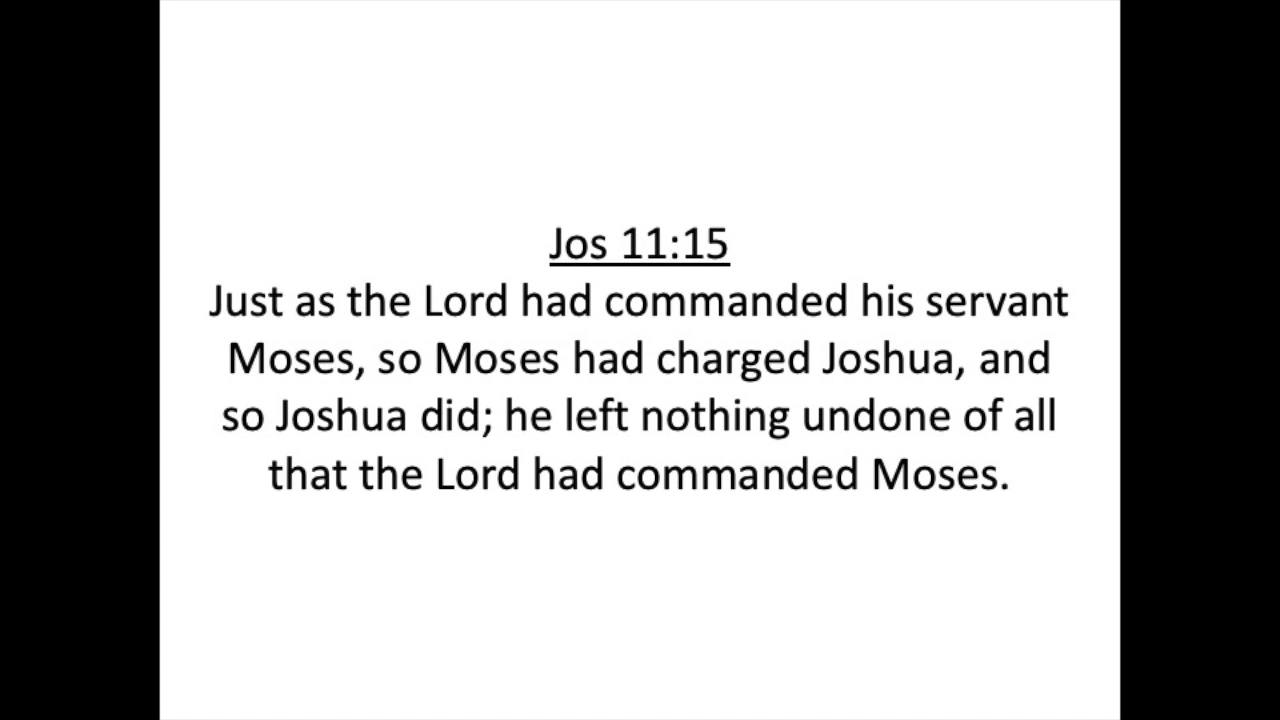 Jos 11:15
Just as the Lord had commanded his servant
Moses, so Moses had charged Joshua, and
so Joshua did; he left nothing undone of all
that the Lord had commanded Moses.